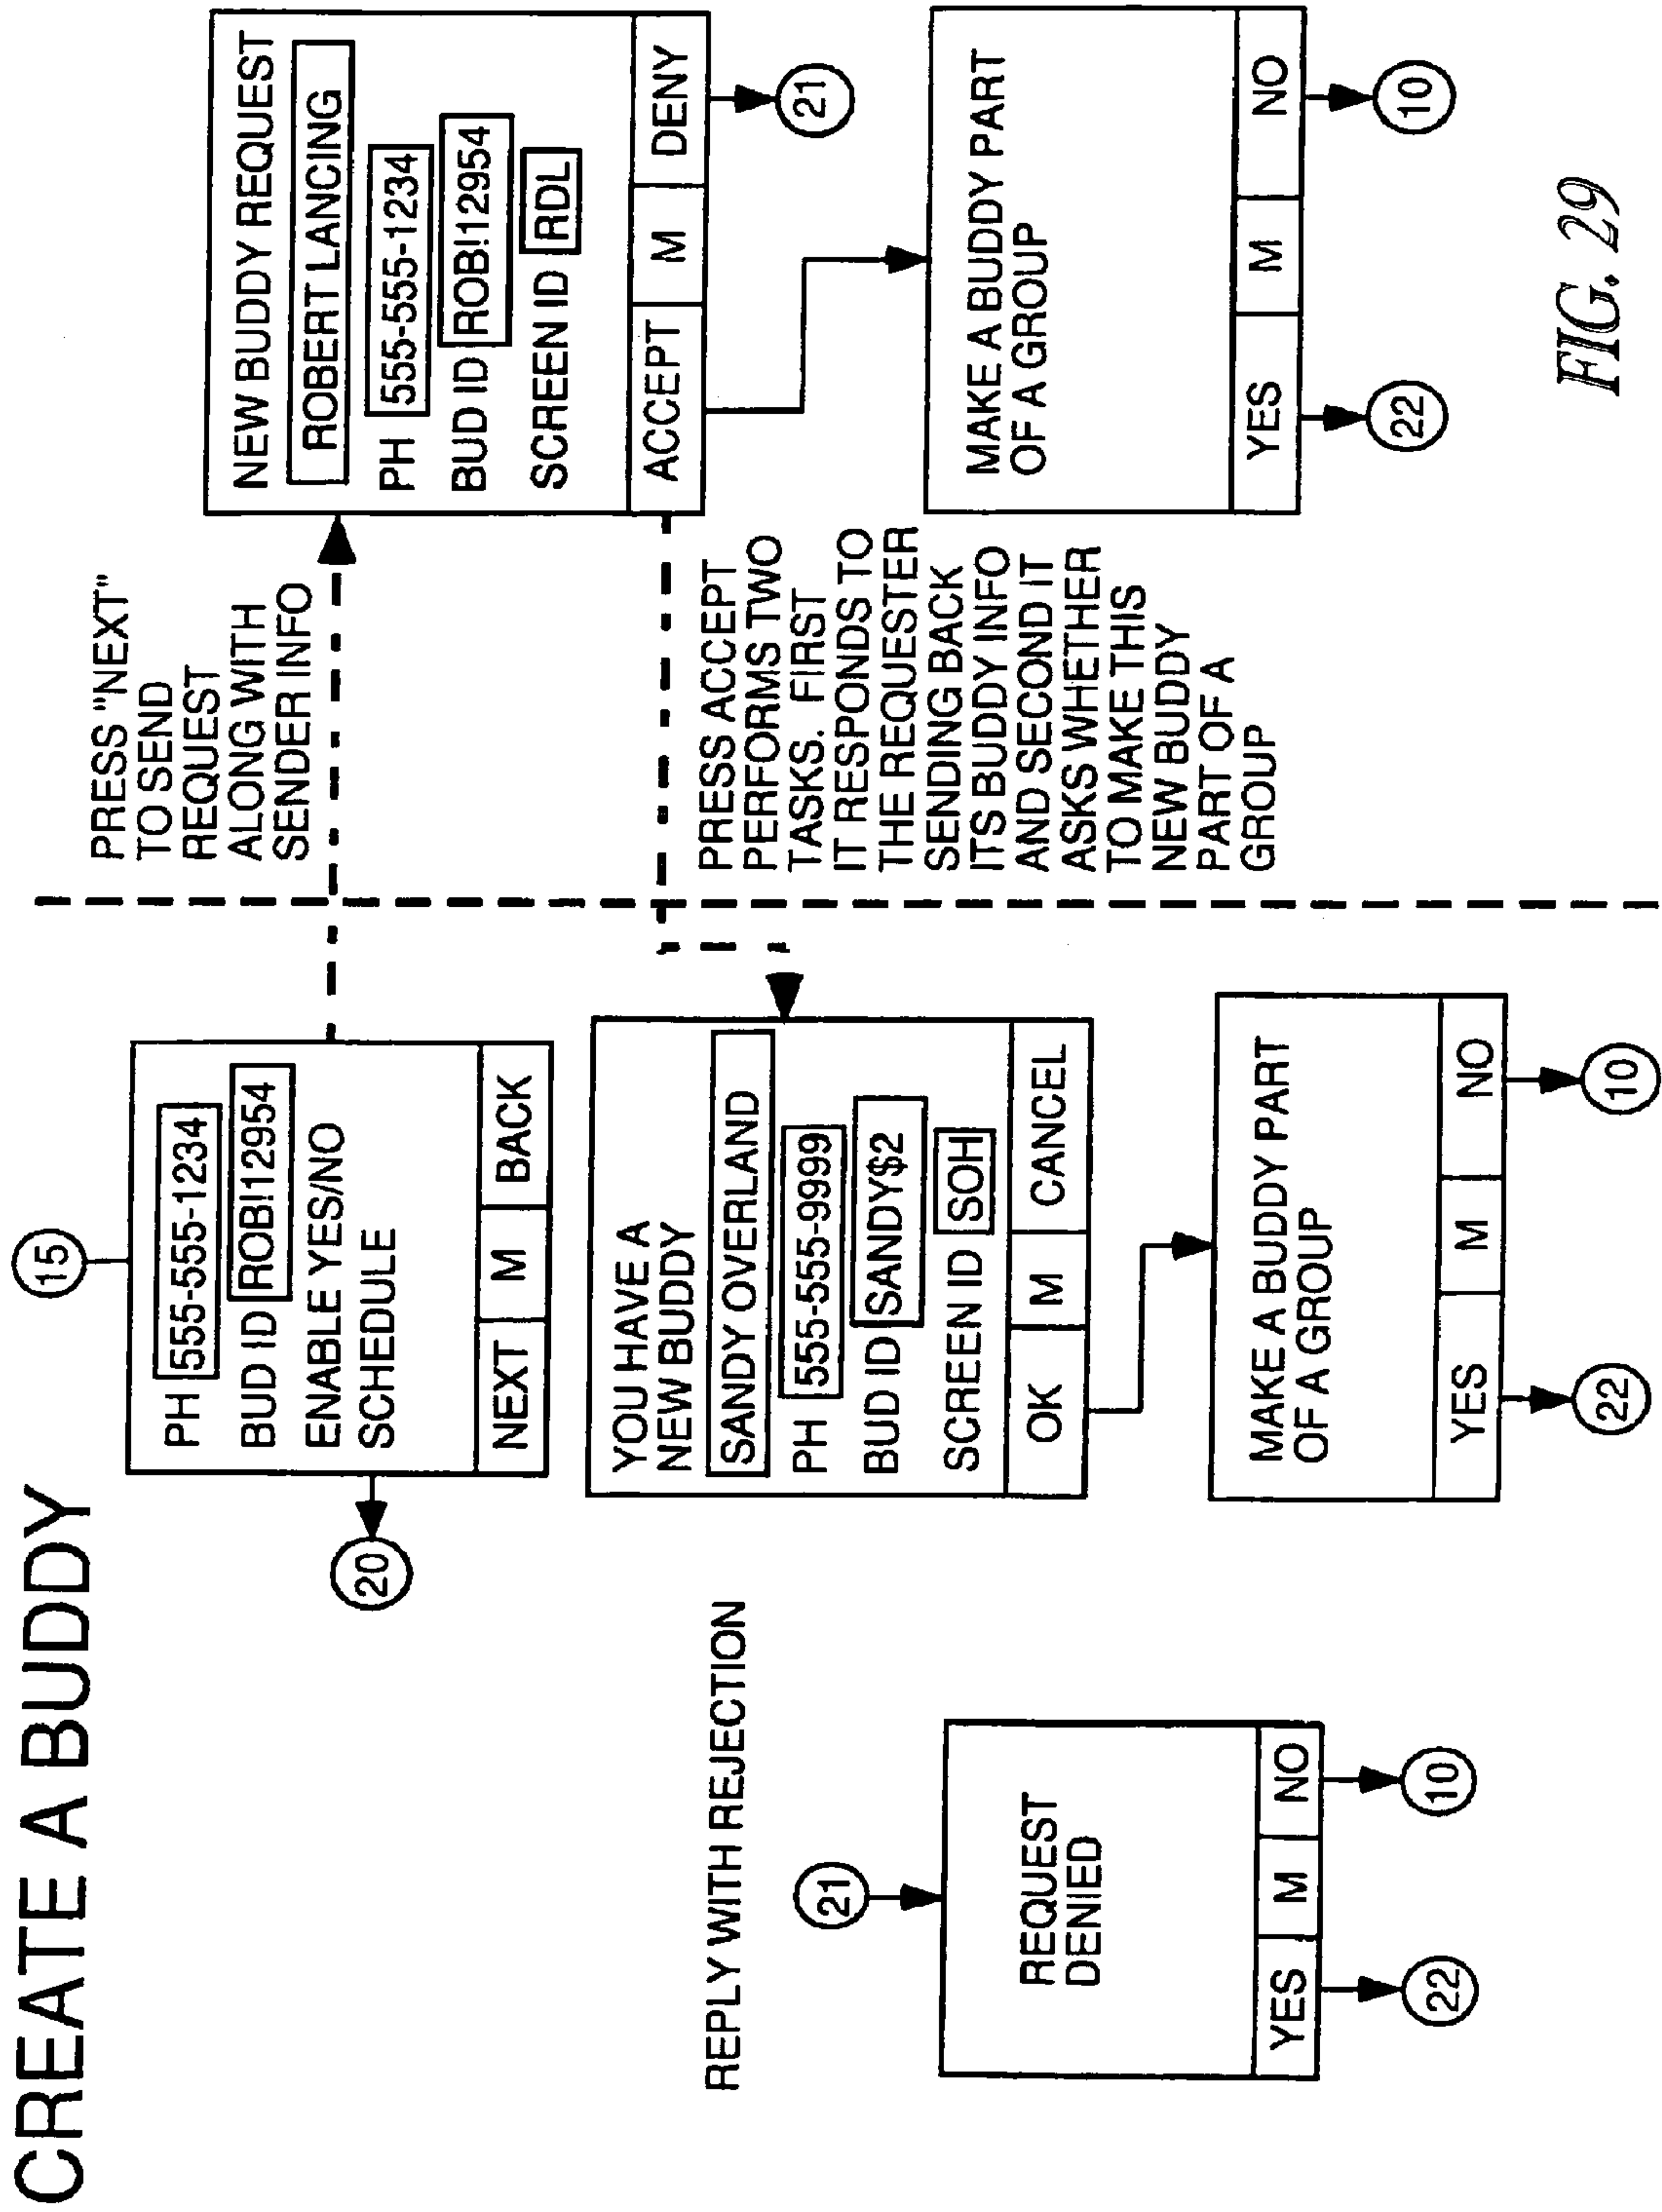 CREATE A BUDDY
15
PH 555-555-1234
BUD ID ROB!12954
ENABLE YES/NO
SCHEDULE
NEXT M BACK
20
PRESS "NEXT"
TO SEND
REQUEST
ALONG WITH
SENDER INFO
NEW BUDDY REQUEST
ROBERT LANCING
PH 555-555-1234
BUD ID ROB!12954
SCREEN ID RDL
ACCEPT M DENY
21
YOU HAVE A
NEW BUDDY
SANDY OVERLAND
PH 555-555-9999
BUD ID SANDY$2
SCREEN ID SOH
OK M CANCEL
PRESS ACCEPT
PERFORMS TWO
TASKS. FIRST
IT RESPONDS TO
THE REQUESTER
SENDING BACK
ITS BUDDY INFO
AND SECOND IT
ASKS WHETHER
TO MAKE THIS
NEW BUDDY
PART OF A
GROUP
MAKE A BUDDY PART
OF A GROUP
YES M NO
22
10
REPLY WITH REJECTION
21
REQUEST
DENIED
YES M NO
22
10
MAKE A BUDDY PART
OF A GROUP
YES M NO
22
10
FIG. 29